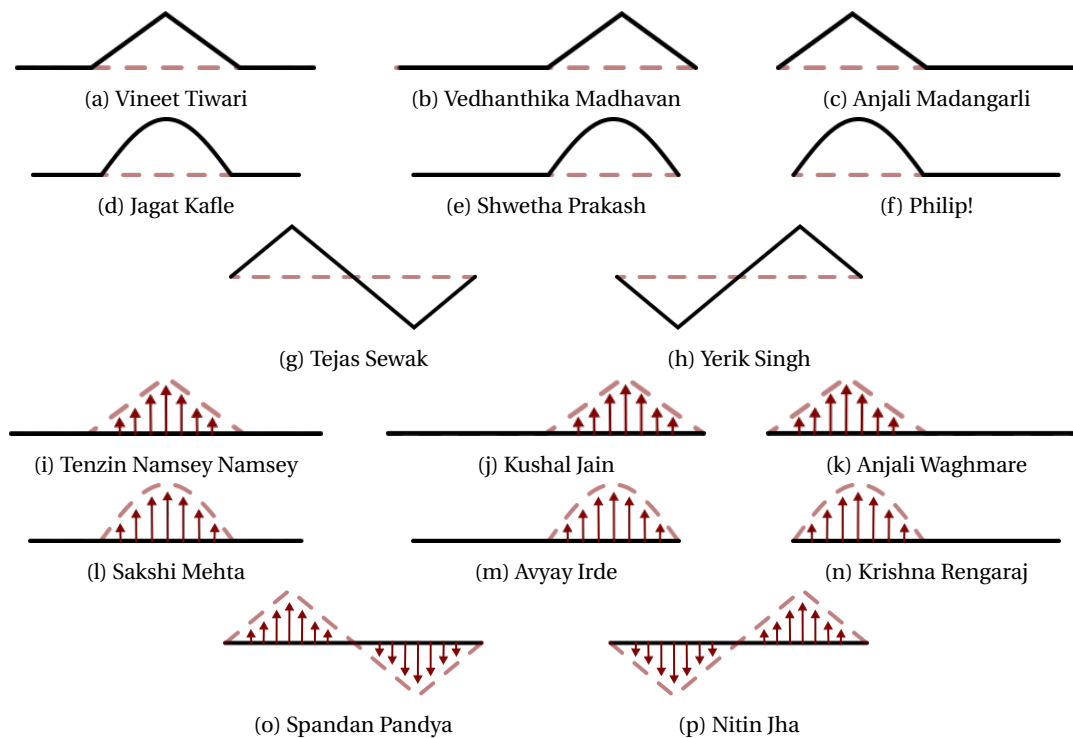 (a) Vineet Tiwari
(b) Vedhanthika Madhavan
(c) Anjali Madangarli
(d) Jagat Kafle
(e) Shwetha Prakash
(f) Philip!
(g) Tejas Sewak
(h) Yerik Singh
(i) Tenzin Namsey Namsey
(j) Kushal Jain
(k) Anjali Waghmare
(l) Sakshi Mehta
(m) Avyay Irde
(n) Krishna Rengaraj
(o) Spandan Pandya
(p) Nitin Jha